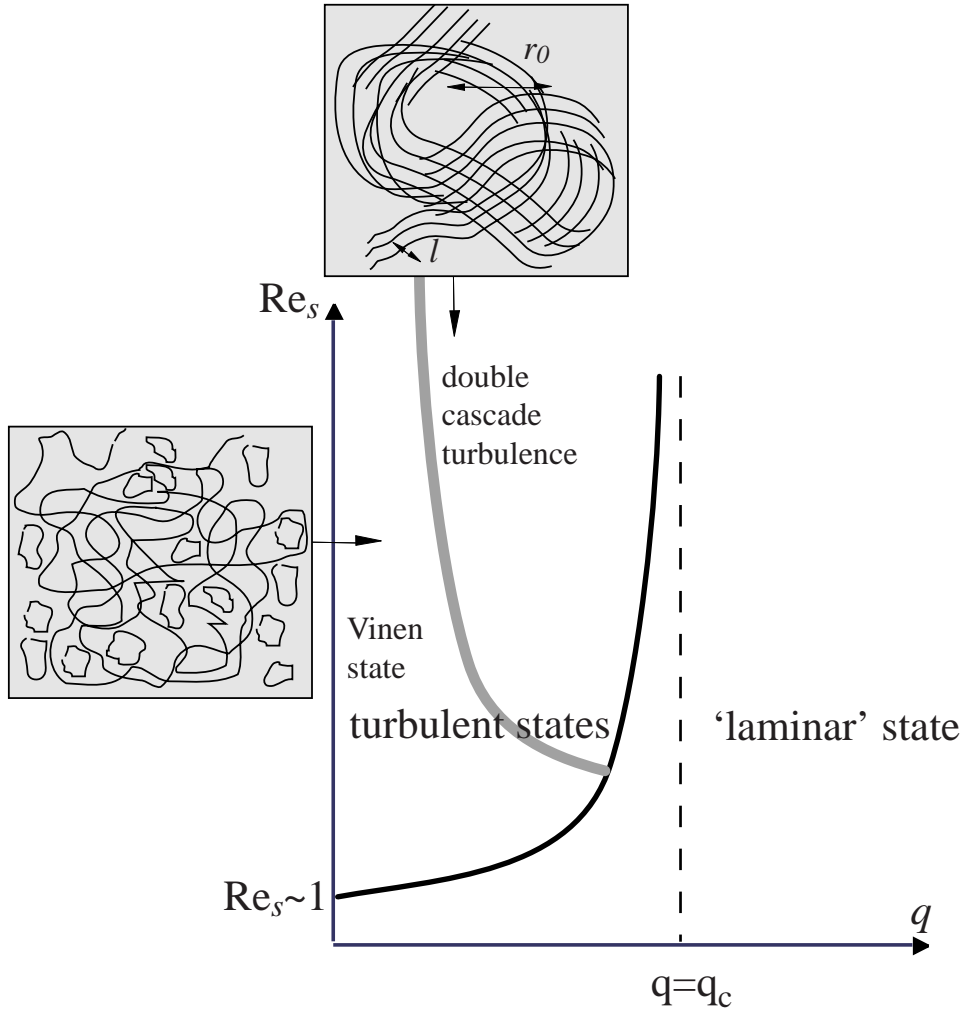 r0
l
Res
double
cascade
turbulence
Vinen
state
turbulent states
‘laminar’ state
Res~1
q
q=qc